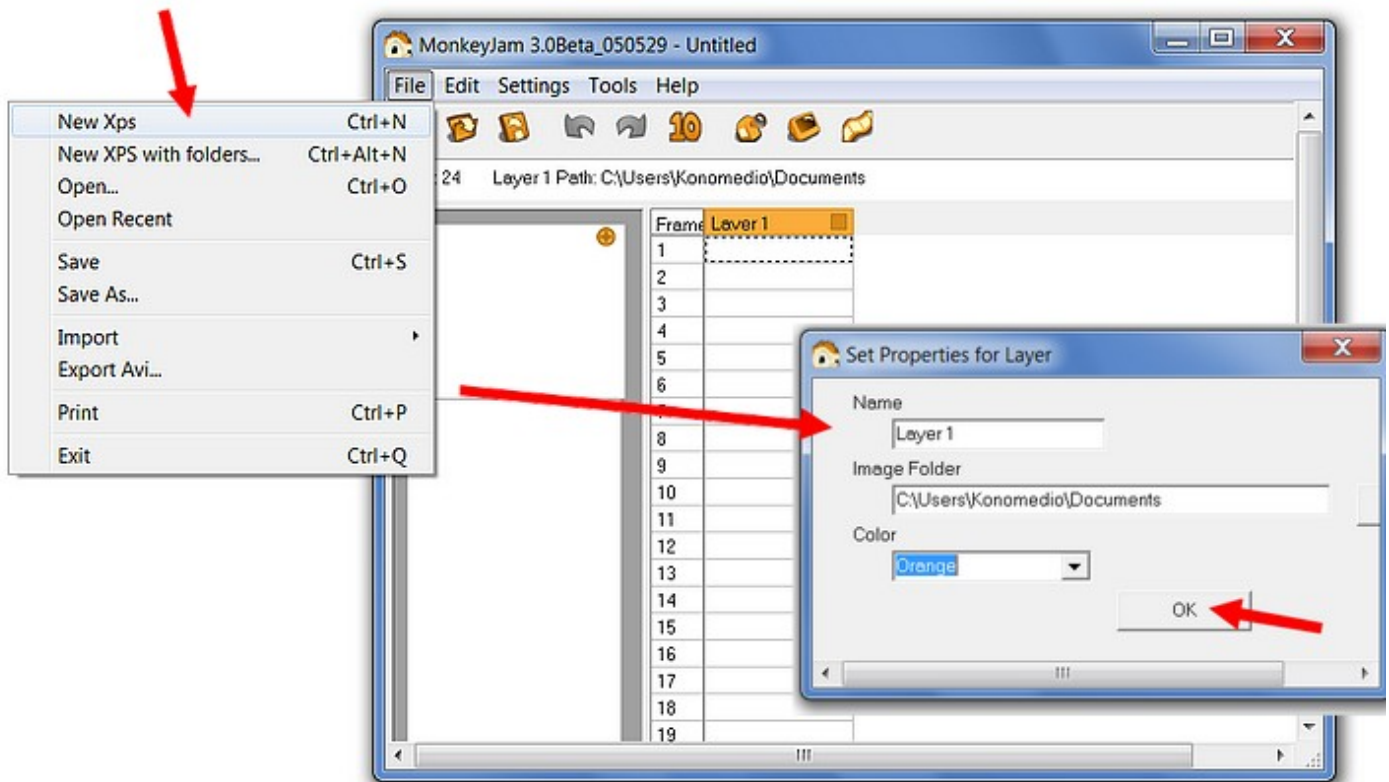 MonkeyJam 3.0Beta_050529 - Untitled
File Edit Settings Tools Help
New Xps Ctrl+N
New XPS with folders... Ctrl+Alt+N
Open... Ctrl+O
Open Recent
Save Ctrl+S
Save As...
Import
Export Avi...
Print Ctrl+P
Exit Ctrl+Q
10
24 Layer 1 Path: C:\Users\Konomedio\Documents
Frame Layer 1
1
2
3
4
5
6
8
9
10
11
12
13
14
15
16
17
18
19
Set Properties for Layer
Name
Layer 1
Image Folder
C:\Users\Konomedio\Documents
Color
Orange
OK